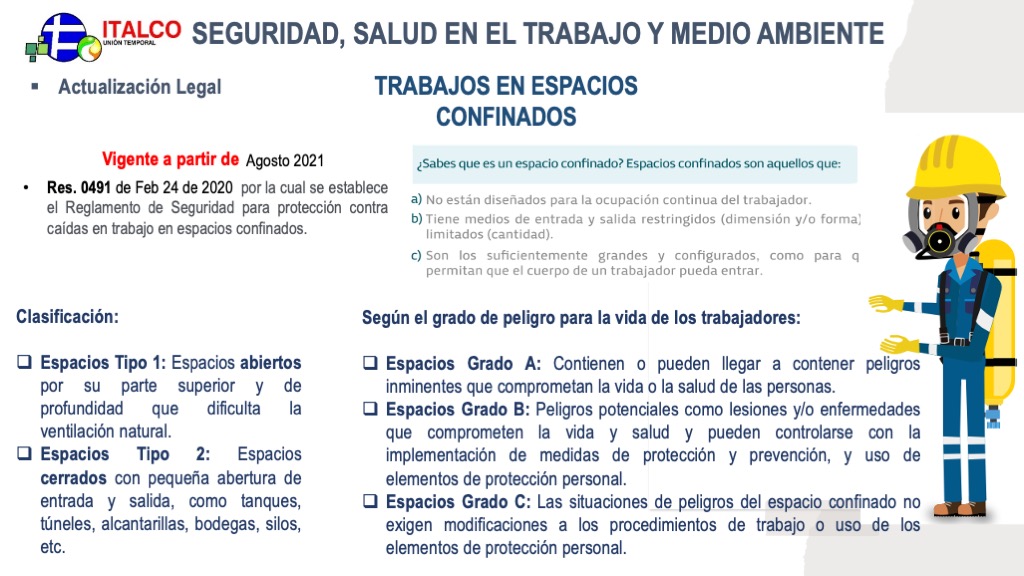 ITALCO
UNIÓN TEMPORAL
SEGURIDAD, SALUD EN EL TRABAJO Y MEDIO AMBIENTE
▪ Actualización Legal
TRABAJOS EN ESPACIOS
CONFINADOS
Vigente a partir de Agosto 2021
• Res. 0491 de Feb 24 de 2020 por la cual se establece
el Reglamento de Seguridad para protección contra
caídas en trabajo en espacios confinados.
¿Sabes que es un espacio confinado? Espacios confinados son aquellos que:
a) No están diseñados para la ocupación continua del trabajador.
b) Tiene medios de entrada y salida restringidos (dimensión y/o forma)
limitados (cantidad).
c) Son los suficientemente grandes y configurados, como para q
permitan que el cuerpo de un trabajador pueda entrar.
Clasificación:
❑ Espacios Tipo 1: Espacios abiertos
por su parte superior y de
profundidad que dificulta la
ventilación natural.
❑ Espacios Tipo 2: Espacios
cerrados con pequeña abertura de
entrada y salida, como tanques,
túneles, alcantarillas, bodegas, silos,
etc.
Según el grado de peligro para la vida de los trabajadores:
❑ Espacios Grado A: Contienen o pueden llegar a contener peligros
inminentes que comprometan la vida o la salud de las personas.
❑ Espacios Grado B: Peligros potenciales como lesiones y/o enfermedades
que comprometen la vida y salud y pueden controlarse con la
implementación de medidas de protección y prevención, y uso de
elementos de protección personal.
❑ Espacios Grado C: Las situaciones de peligros del espacio confinado no
exigen modificaciones a los procedimientos de trabajo o uso de los
elementos de protección personal.